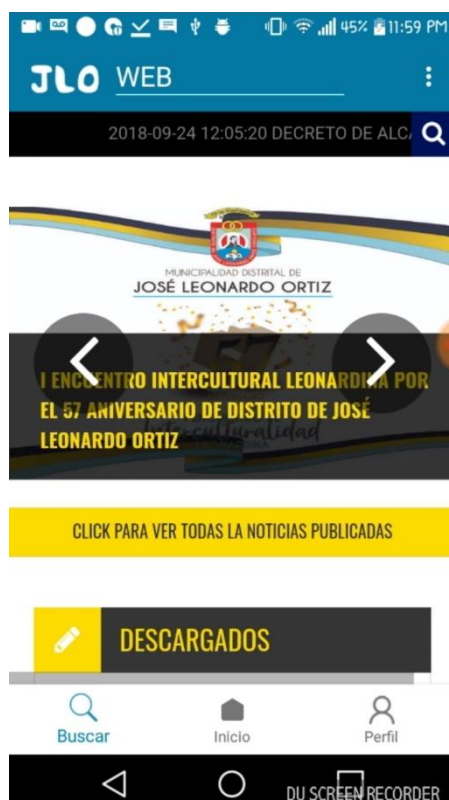 45% 11:59 PM
JLO WEB
2018-09-24 12:05:20 DECRETO DE ALCA
MUNICIPALIDAD DISTRITAL DE
JOSÉ LEONARDO ORTIZ
57
I ENCUENTRO INTERCULTURAL LEONARDINA POR
EL 57 ANIVERSARIO DE DISTRITO DE JOSÉ
LEONARDO ORTIZ
CLICK PARA VER TODAS LA NOTICIAS PUBLICADAS
DESCARGADOS
Buscar
Inicio
Perfil
DU SCREEN RECORDER